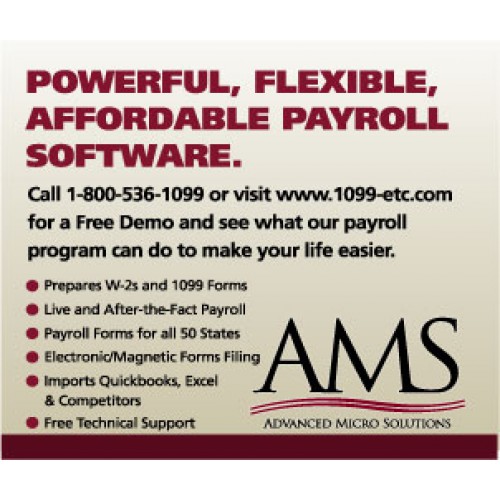 POWERFUL, FLEXIBLE,
AFFORDABLE PAYROLL
SOFTWARE.
Call 1-800-536-1099 or visit www.1099-etc.com
for a Free Demo and see what our payroll
program can do to make your life easier.
Prepares W-2s and 1099 Forms
Live and After-the-Fact Payroll
Payroll Forms for all 50 States
Electronic/Magnetic Forms Filing
Imports Quickbooks, Excel
& Competitors
Free Technical Support
AMS
ADVANCED MICRO SOLUTIONS